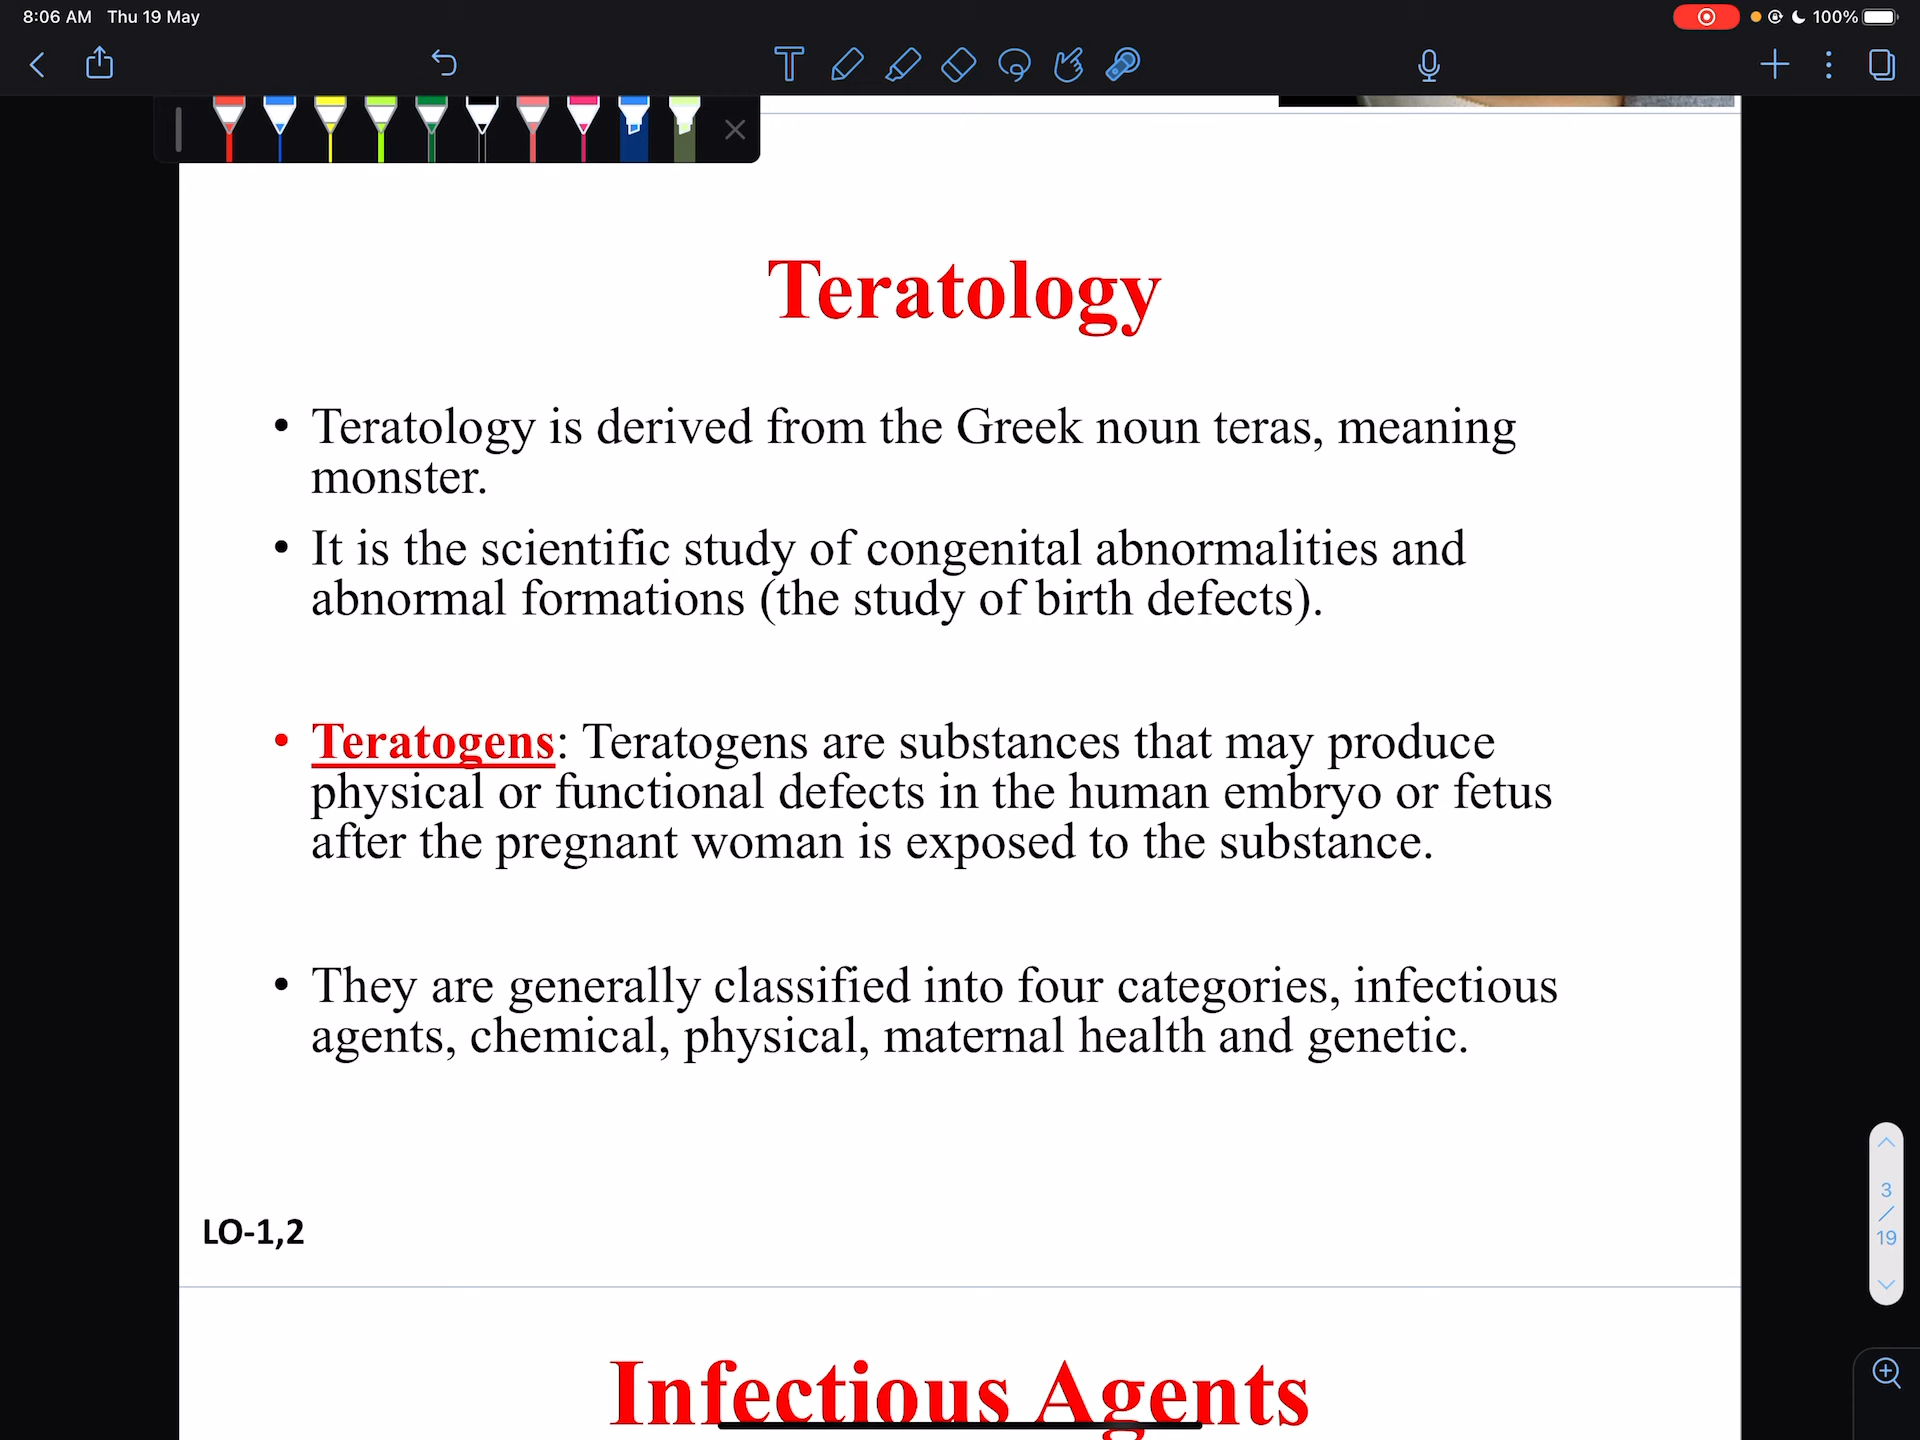 8:06 AM Thu 19 May
100%
Teratology
• Teratology is derived from the Greek noun teras, meaning
monster.
• It is the scientific study of congenital abnormalities and
abnormal formations (the study of birth defects).
• Teratogens: Teratogens are substances that may produce
physical or functional defects in the human embryo or fetus
after the pregnant woman is exposed to the substance.
• They are generally classified into four categories, infectious
agents, chemical, physical, maternal health and genetic.
3
/
19
LO-1,2
Infectious Agents